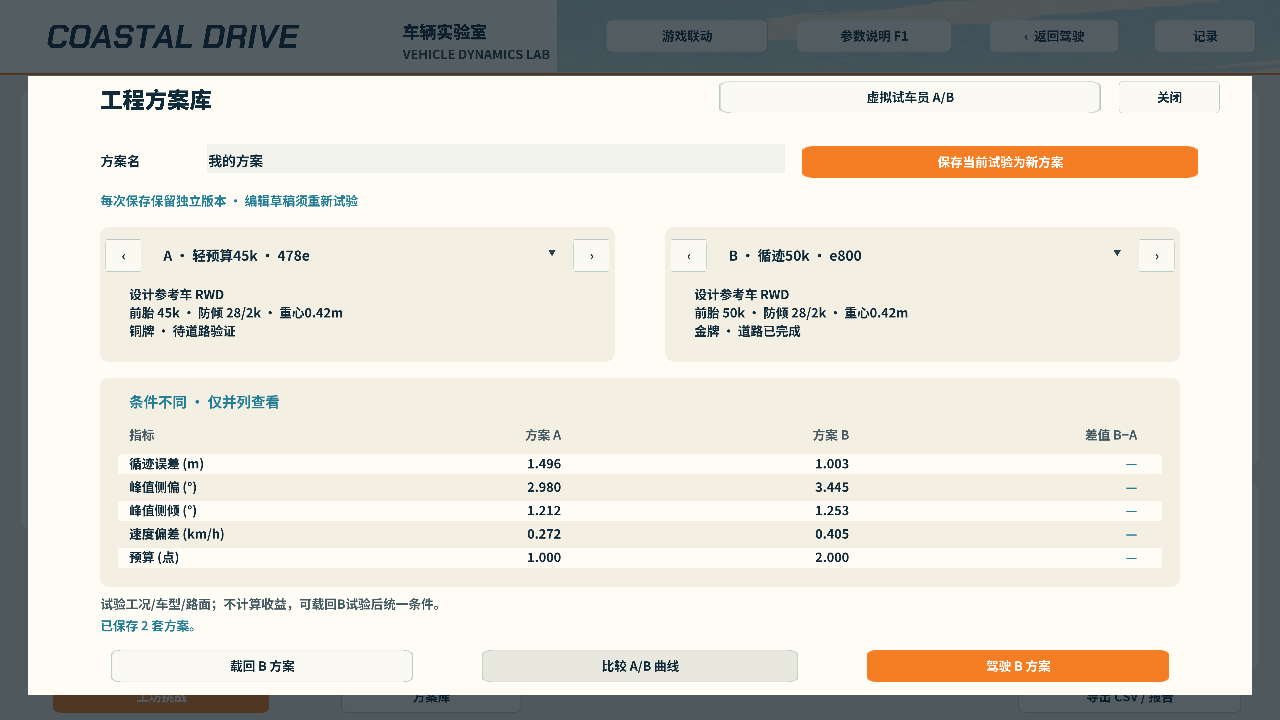 COASTAL DRIVE
车辆实验室
VEHICLE DYNAMICS LAB
游戏联动
参数说明 F1
‹ 返回驾驶
记录
工程方案库
虚拟试车员 A/B
关闭
方案名
我的方案
保存当前试验为新方案
每次保存保留独立版本 · 编辑草稿须重新试验
‹
A · 轻预算45k · 478e
▼
›
设计参考车 RWD
前胎 45k · 防倾 28/2k · 重心0.42m
铜牌 · 待道路验证
‹
B · 循迹50k · e800
▼
›
设计参考车 RWD
前胎 50k · 防倾 28/2k · 重心0.42m
金牌 · 道路已完成
条件不同 · 仅并列查看
指标 方案 A 方案 B 差值 B−A
循迹误差 (m) 1.496 1.003 —
峰值侧偏 (°) 2.980 3.445 —
峰值侧倾 (°) 1.212 1.253 —
速度偏差 (km/h) 0.272 0.405 —
预算 (点) 1.000 2.000 —
试验工况/车型/路面；不计算收益，可载回B试验后统一条件。
已保存 2 套方案。
载回 B 方案
比较 A/B 曲线
驾驶 B 方案
工坊挑战
方案库
导出 CSV / 报告